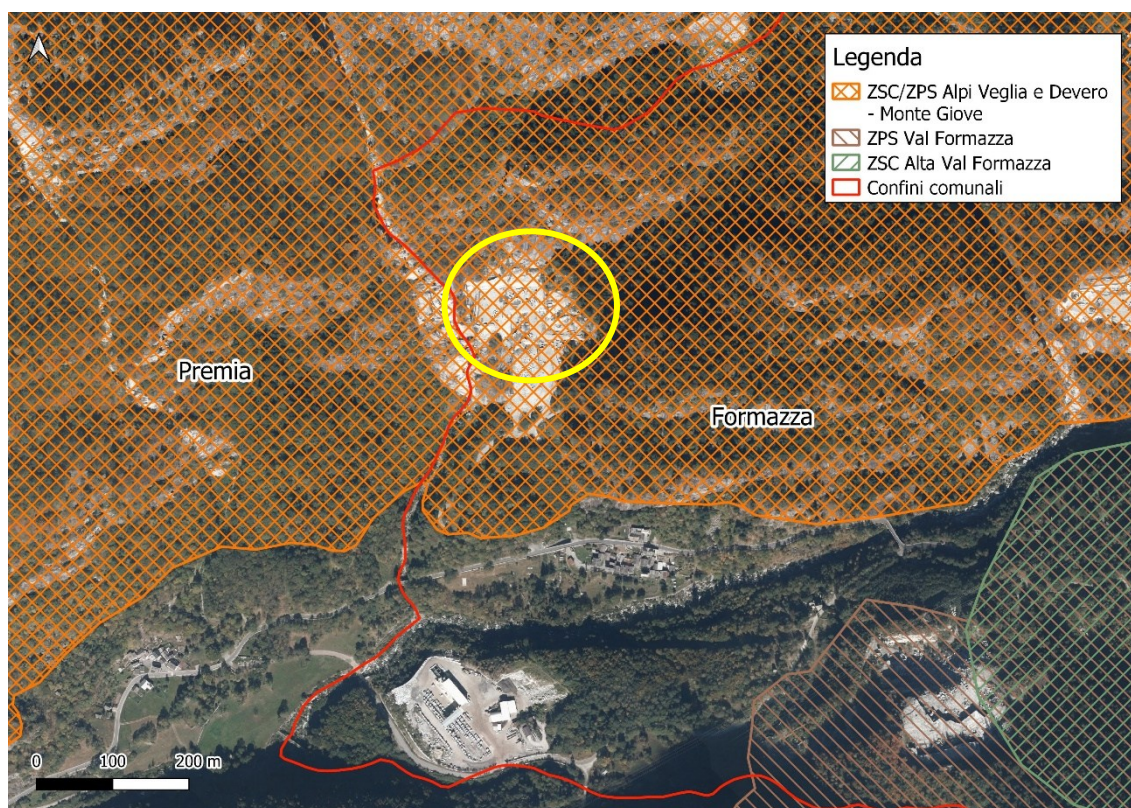 Legenda
ZSC/ZPS Alpi Veglia e Devero
- Monte Giove
ZPS Val Formazza
ZSC Alta Val Formazza
Confini comunali
Premia
Formazza
0 100 200 m